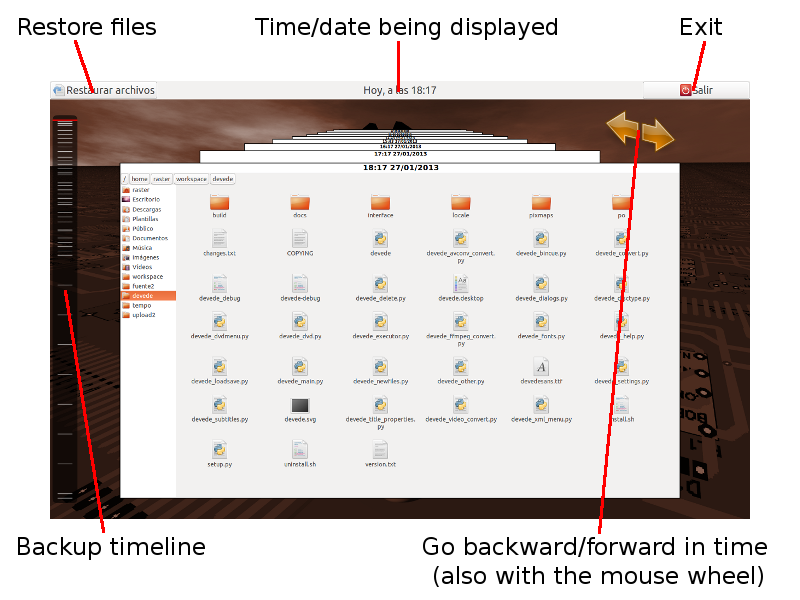 Restore files
Time/date being displayed
Exit
Restaurar archivos
Hoy, a las 18:17
Salir
16:17 27/01/2013
17:17 27/01/2013
18:17 27/01/2013
/ home raster workspace devede
raster
Escritorio
Descargas
Plantillas
Público
Documentos
Música
Imágenes
Vídeos
workspace
fuente2
devede
tempo
upload2
build docs interface locale pixmaps po
changes.txt COPYING devede devede_avconv_convert. devede_bincue.py devede_convert.py
py
devede_debug devede-debug devede_delete.py devede.desktop devede_dialogs.py devede_disctype.py
devede_dvdmenu.py devede_dvd.py devede_executor.py devede_ffmpeg_convert. devede_fonts.py devede_help.py
py
devede_loadsave.py devede_main.py devede_newfiles.py devede_other.py devedesans.ttf devede_settings.py
devede_subtitles.py devede.svg devede_title_properties. devede_video_convert.py devede_xml_menu.py install.sh
py
setup.py uninstall.sh version.txt
Backup timeline
Go backward/forward in time
(also with the mouse wheel)